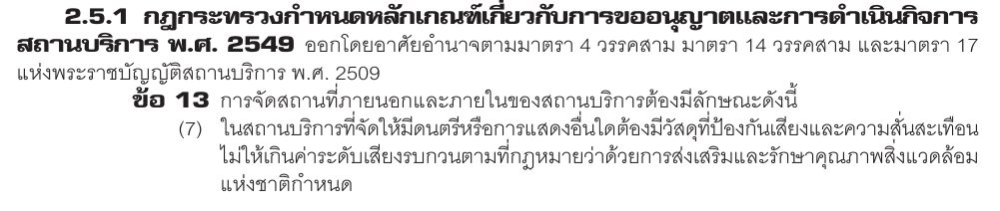 2.5.1 กฎกระทรวงกำหนดหลักเกณฑ์เกี่ยวกับการขออนุญาตและการดำเนินกิจการ
สถานบริการ พ.ศ. 2549 ออกโดยอาศัยอำนาจตามมาตรา 4 วรรคสาม มาตรา 14 วรรคสาม และมาตรา 17
แห่งพระราชบัญญัติสถานบริการ พ.ศ. 2509
ข้อ 13 การจัดสถานที่ภายนอกและภายในของสถานบริการต้องมีลักษณะดังนี้
(7) ในสถานบริการที่จัดให้มีดนตรีหรือการแสดงอื่นใดต้องมีวัสดุที่ป้องกันเสียงและความสั่นสะเทือน
ไม่ให้เกินค่าระดับเสียงรบกวนตามที่กฎหมายว่าด้วยการส่งเสริมและรักษาคุณภาพสิ่งแวดล้อม
แห่งชาติกำหนด